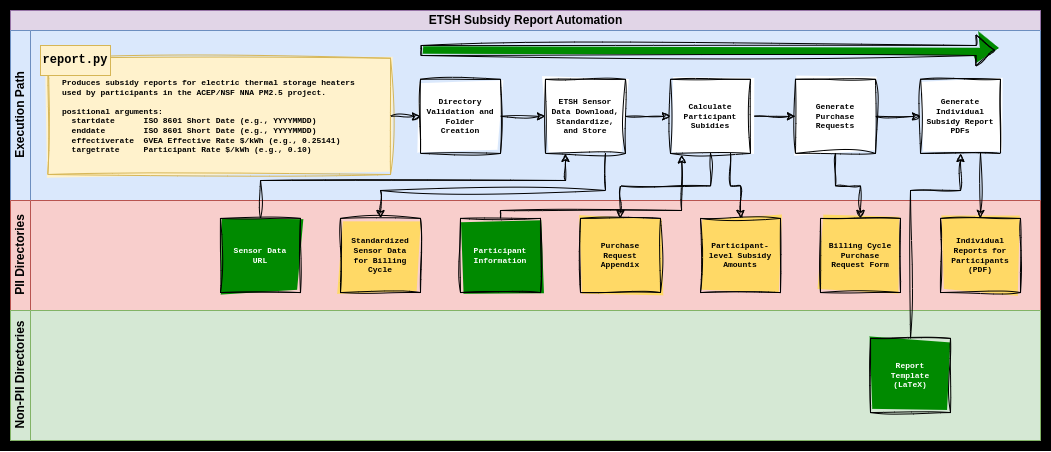 ETSH Subsidy Report Automation
Execution Path
report.py
Produces subsidy reports for electric thermal storage heaters
used by participants in the ACEP/NSF NNA PM2.5 project.
positional arguments:
startdate ISO 8601 Short Date (e.g., YYYYMMDD)
enddate ISO 8601 Short Date (e.g., YYYYMMDD)
effectiverate GVEA Effective Rate $/kWh (e.g., 0.25141)
targetrate Participant Rate $/kWh (e.g., 0.10)
Directory
Validation and
Folder
Creation
ETSH Sensor
Data Download,
Standardize,
and Store
Calculate
Participant
Subidies
Generate
Purchase
Requests
Generate
Individual
Subsidy Report
PDFs
PII Directories
Sensor Data
URL
Standardized
Sensor Data
for Billing
Cycle
Participant
Information
Purchase
Request
Appendix
Participant-
level Subsidy
Amounts
Billing Cycle
Purchase
Request Form
Individual
Reports for
Participants
(PDF)
Non-PII Directories
Report
Template
(LaTeX)